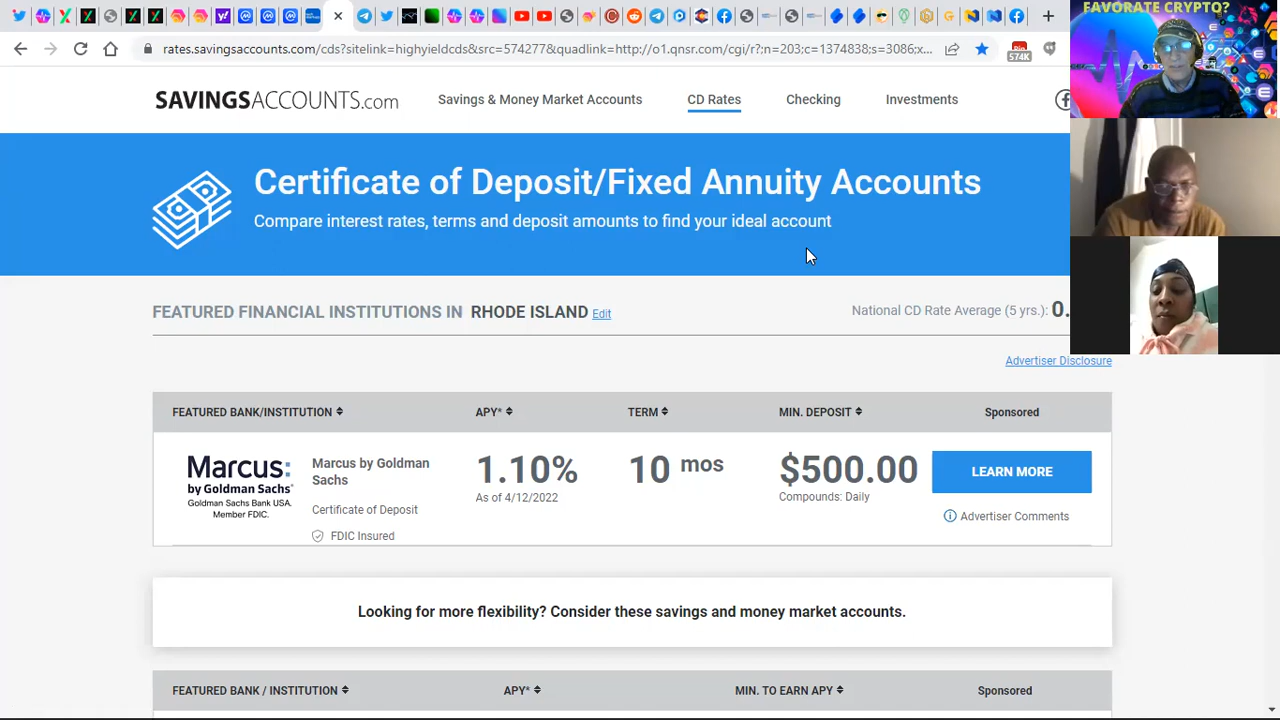 rates.savingsaccounts.com/cds?sitelink=highyieldcds&src=574277&quadlink=http://o1.qnsr.com/cgi/r?;n=203;c=1374838;s=3086;x...
574K
FAVORATE CRYPTO?
SAVINGSACCOUNTS.com
Savings & Money Market Accounts
CD Rates
Checking
Investments
Certificate of Deposit/Fixed Annuity Accounts
Compare interest rates, terms and deposit amounts to find your ideal account
FEATURED FINANCIAL INSTITUTIONS IN RHODE ISLAND Edit
National CD Rate Average (5 yrs.): 0.
Advertiser Disclosure
FEATURED BANK/INSTITUTION
APY*
TERM
MIN. DEPOSIT
Sponsored
Marcus:
by Goldman Sachs®
Goldman Sachs Bank USA.
Member FDIC.
Marcus by Goldman
Sachs
Certificate of Deposit
FDIC Insured
1.10%
As of 4/12/2022
10 mos
$500.00
Compounds: Daily
LEARN MORE
Advertiser Comments
Looking for more flexibility? Consider these savings and money market accounts.
FEATURED BANK / INSTITUTION
APY*
MIN. TO EARN APY
Sponsored